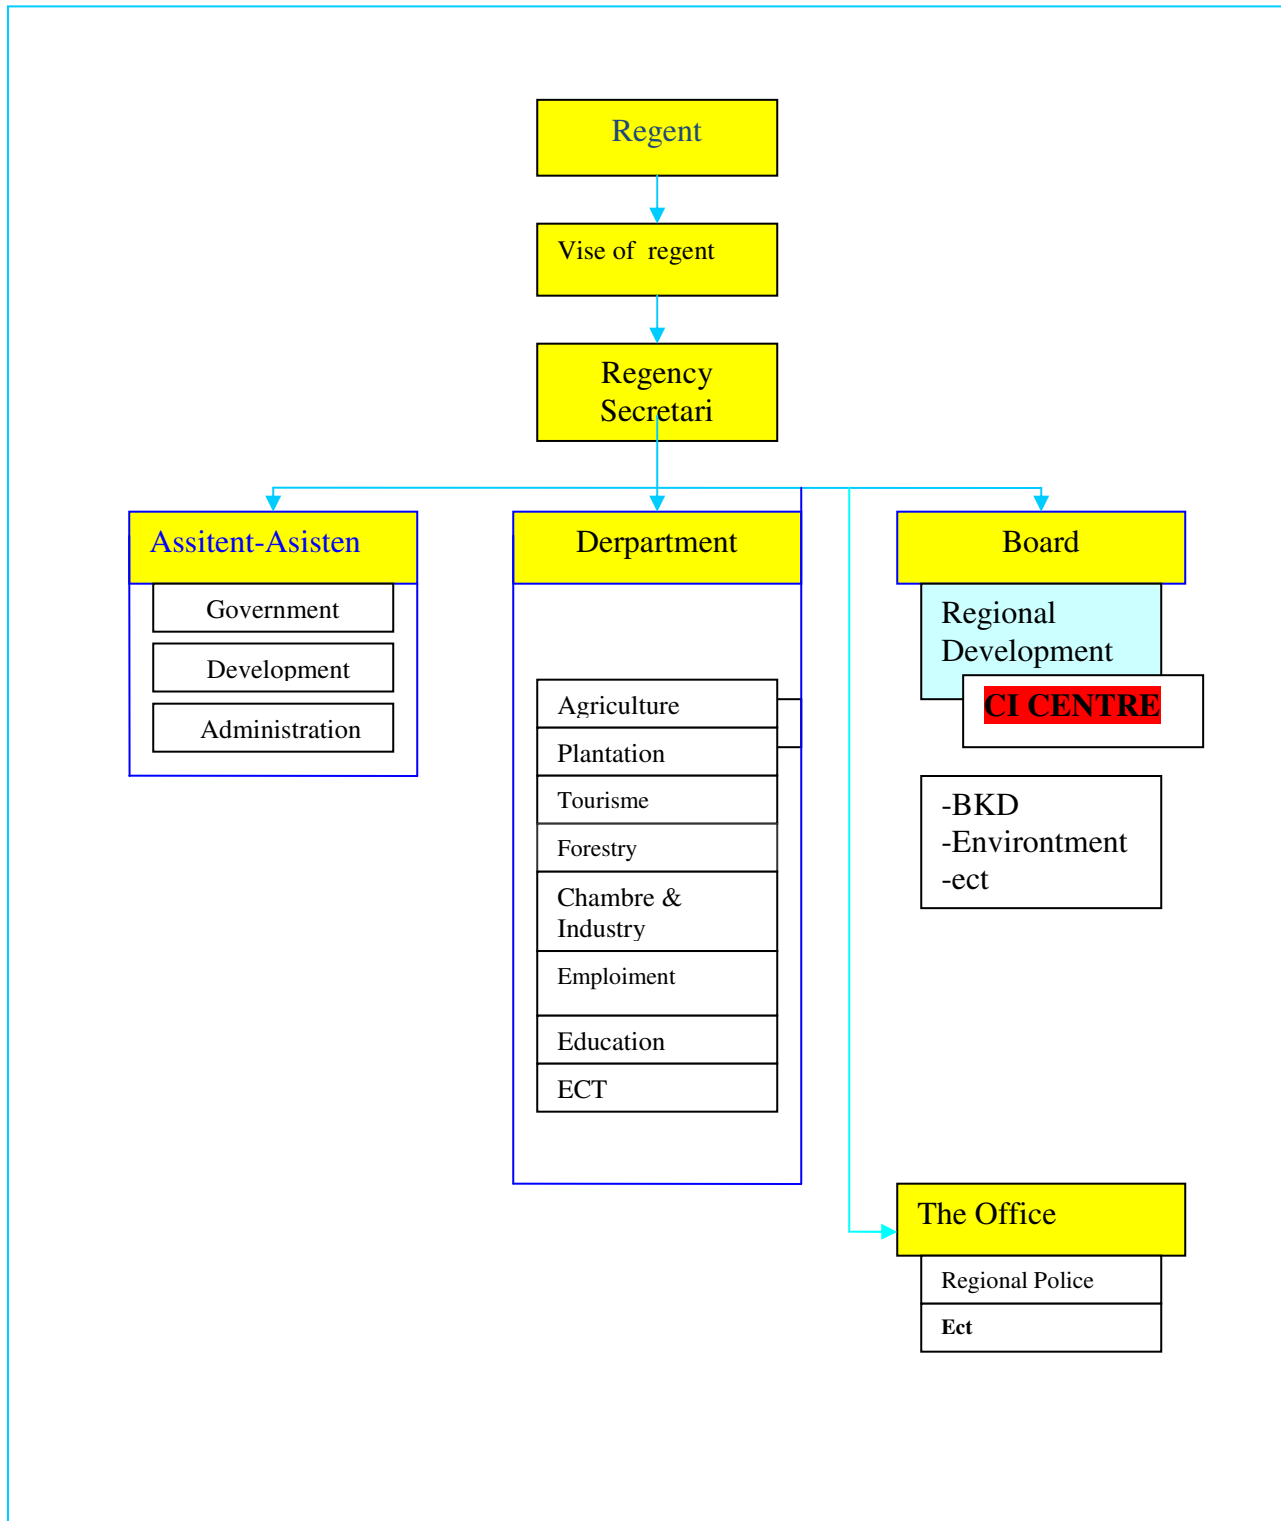 Regent
Vise of  regent
Regency
Secretari
Assitent-Asisten
Government
Development
Administration
Derpartment
Agriculture
Plantation
Tourisme
Forestry
Chambre &
Industry
Emploiment
Education
ECT
Board
Regional
Development
CI CENTRE
-BKD
-Environtment
-ect
The Office
Regional Police
Ect